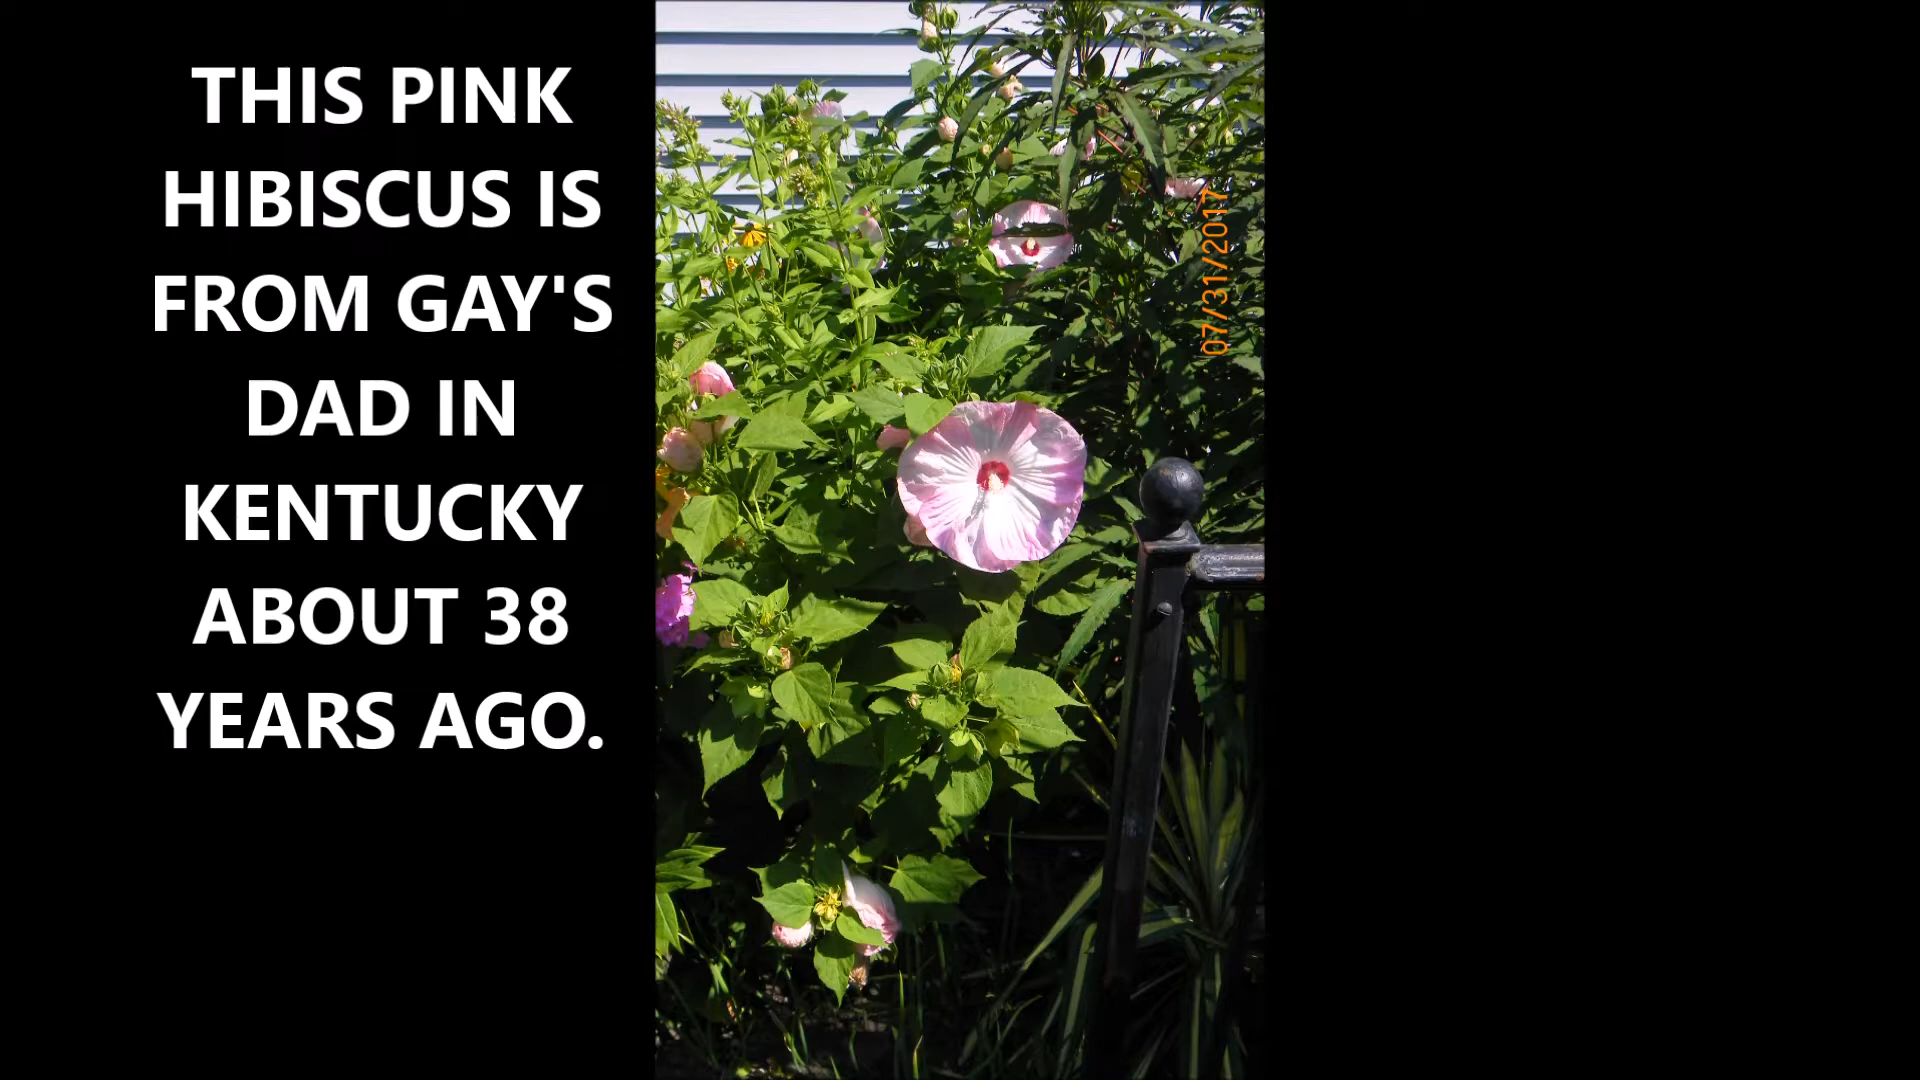 THIS PINK
HIBISCUS IS
FROM GAY'S
DAD IN
KENTUCKY
ABOUT 38
YEARS AGO.
07/31/2017